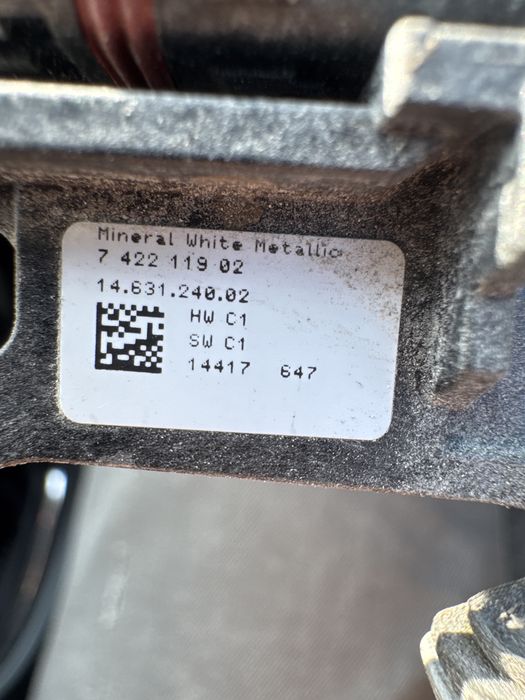 Mineral White Metallic
7 422 119 02
14.631.240.02
HW C1
SW C1
14417 647